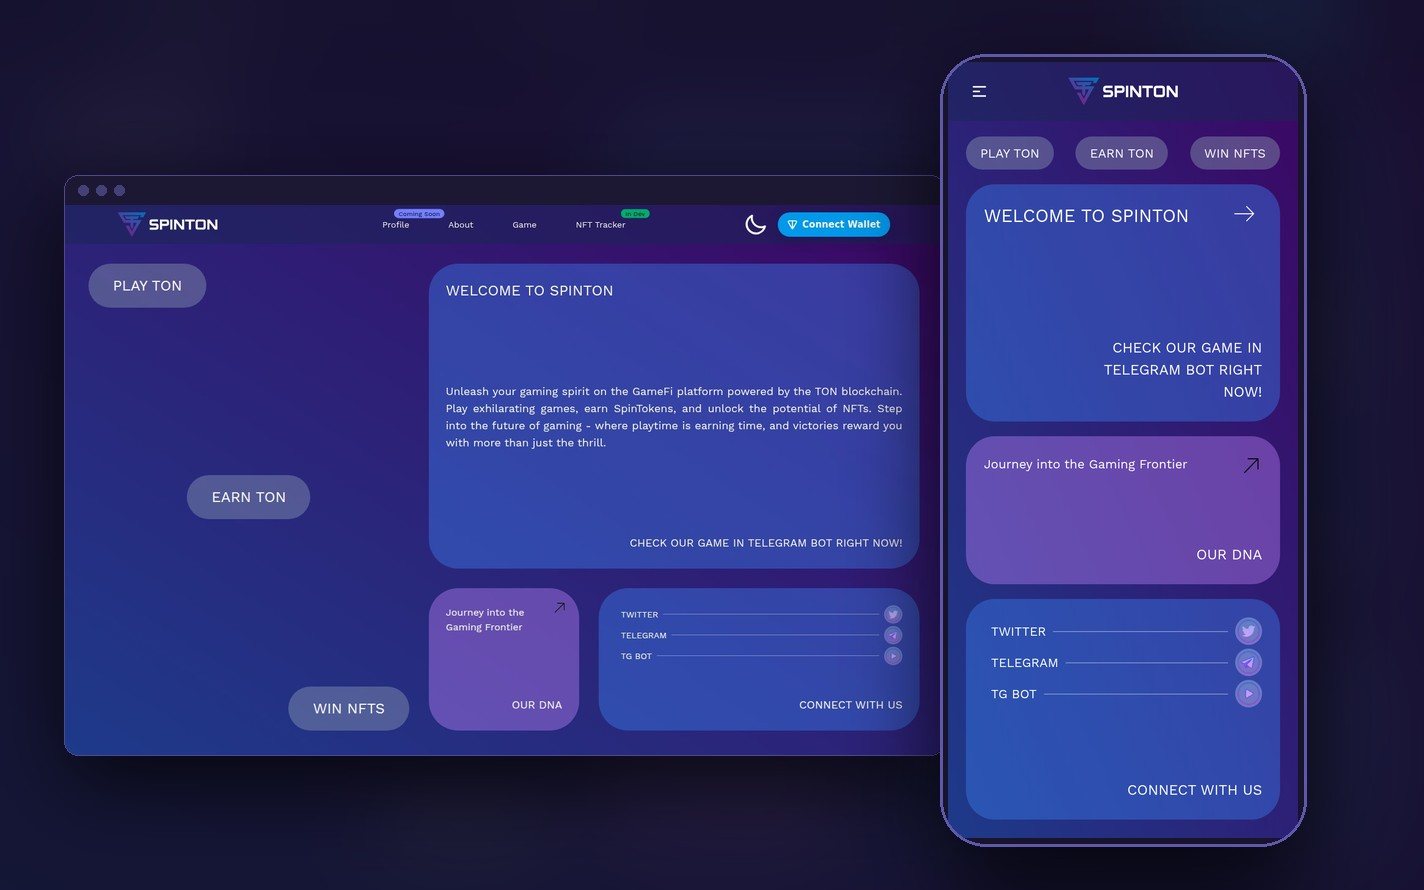 SPINTON
Coming Soon
Profile
About
Game
In Dev
NFT Tracker
Connect Wallet
PLAY TON
EARN TON
WIN NFTS
WELCOME TO SPINTON
Unleash your gaming spirit on the GameFi platform powered by the TON blockchain.
Play exhilarating games, earn SpinTokens, and unlock the potential of NFTs. Step
into the future of gaming - where playtime is earning time, and victories reward you
with more than just the thrill.
CHECK OUR GAME IN TELEGRAM BOT RIGHT NOW!
Journey into the
Gaming Frontier
OUR DNA
TWITTER
TELEGRAM
TG BOT
CONNECT WITH US
SPINTON
PLAY TON
EARN TON
WIN NFTS
WELCOME TO SPINTON
CHECK OUR GAME IN
TELEGRAM BOT RIGHT
NOW!
Journey into the Gaming Frontier
OUR DNA
TWITTER
TELEGRAM
TG BOT
CONNECT WITH US